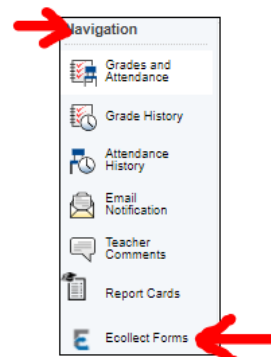 Navigation
Grades and
Attendance
Grade History
Attendance
History
Email
Notification
Teacher
Comments
Report Cards
Ecollect Forms